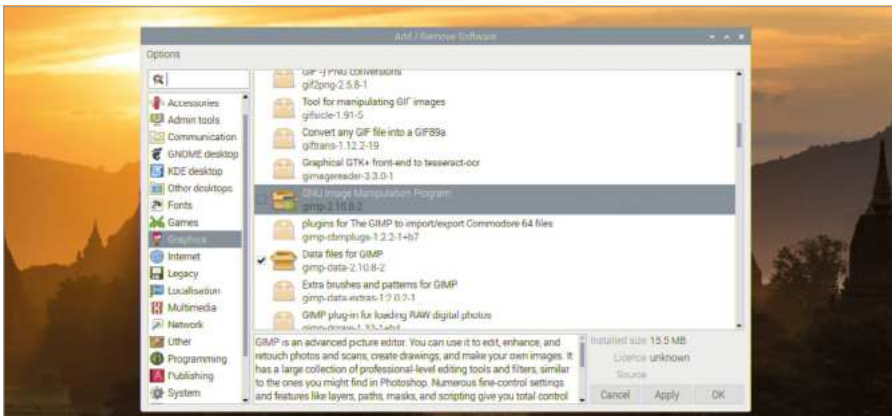 Add / Remove Software
Options
Accessories
Admin tools
Communication
GNOME desktop
KDE desktop
Other desktops
Fonts
Games
Graphics
Internet
Legacy
Localisation
Multimedia
Network
Other
Programming
Publishing
System
GIF -> PNG conversions
gif2png-2.5.8-1
Tool for manipulating GIF images
gifsicle-1.91-5
Convert any GIF file into a GIF89a
giftrans-1.12.2-19
Graphical GTK+ front-end to tesseract-ocr
gimagereader-3.3.0-1
GNU Image Manipulation Program
gimp-2.10.8-2
plugins for The GIMP to import/export Commodore 64 files
gimp-cbmplugs-1.2.2-1+b7
Data files for GIMP
gimp-data-2.10.8-2
Extra brushes and patterns for GIMP
gimp-data-extras-1:2.0.2-1
GIMP plug-in for loading RAW digital photos
gimp-dcraw-1.32-1+b4
GIMP is an advanced picture editor. You can use it to edit, enhance, and
retouch photos and scans, create drawings, and make your own images. It
has a large collection of professional-level editing tools and filters, similar
to the ones you might find in Photoshop. Numerous fine-control settings
and features like layers, paths, masks, and scripting give you total control
Installed size 15.5 MB
Licence unknown
Source
Cancel Apply OK